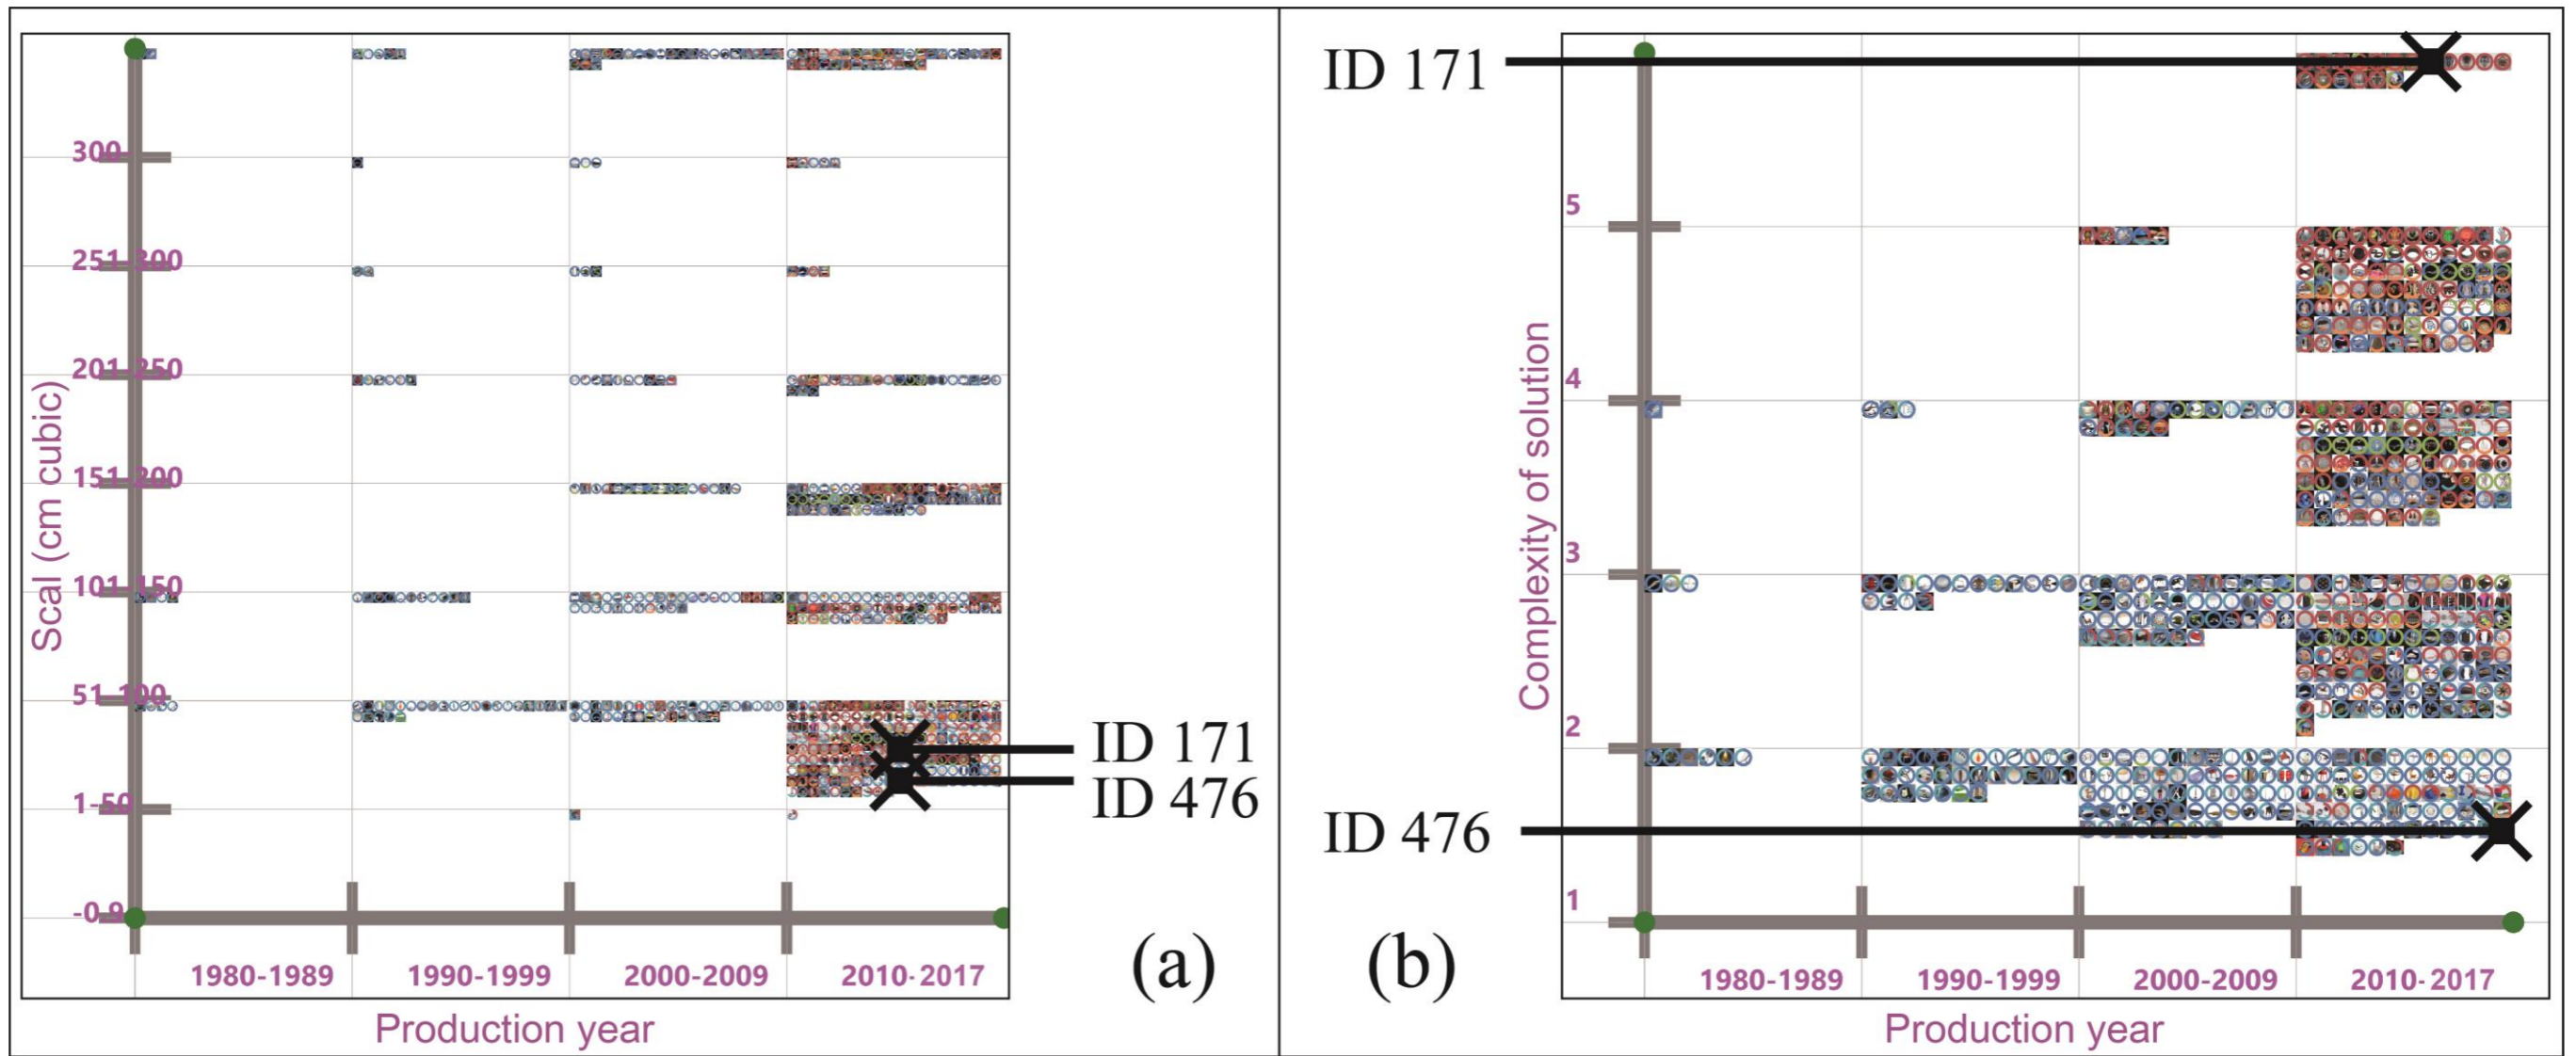 300
251-300
201-250
151-200
101-150
51-100
1-50
-0.9
Scal (cm cubic)
1980-1989
1990-1999
2000-2009
2010-2017
Production year
ID 171
ID 476
(a)
ID 171
5
4
3
2
1
Complexity of solution
ID 476
(b)
1980-1989
1990-1999
2000-2009
2010-2017
Production year